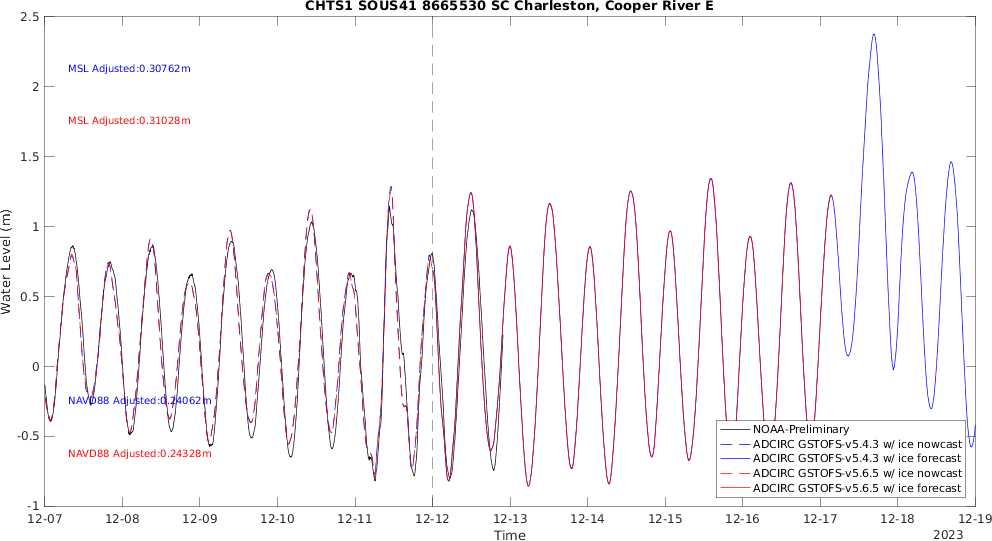 CHTS1 SOUS41 8665530 SC Charleston, Cooper River E
2.5
2
1.5
1
0.5
0
-0.5
-1
Water Level (m)
MSL Adjusted:0.30762m
MSL Adjusted:0.31028m
NAVD88 Adjusted:0.24062m
NAVD88 Adjusted:0.24328m
NOAA-Preliminary
ADCIRC GSTOFS-v5.4.3 w/ ice nowcast
ADCIRC GSTOFS-v5.4.3 w/ ice forecast
ADCIRC GSTOFS-v5.6.5 w/ ice nowcast
ADCIRC GSTOFS-v5.6.5 w/ ice forecast
12-07 12-08 12-09 12-10 12-11 12-12 12-13 12-14 12-15 12-16 12-17 12-18 12-19
Time
2023